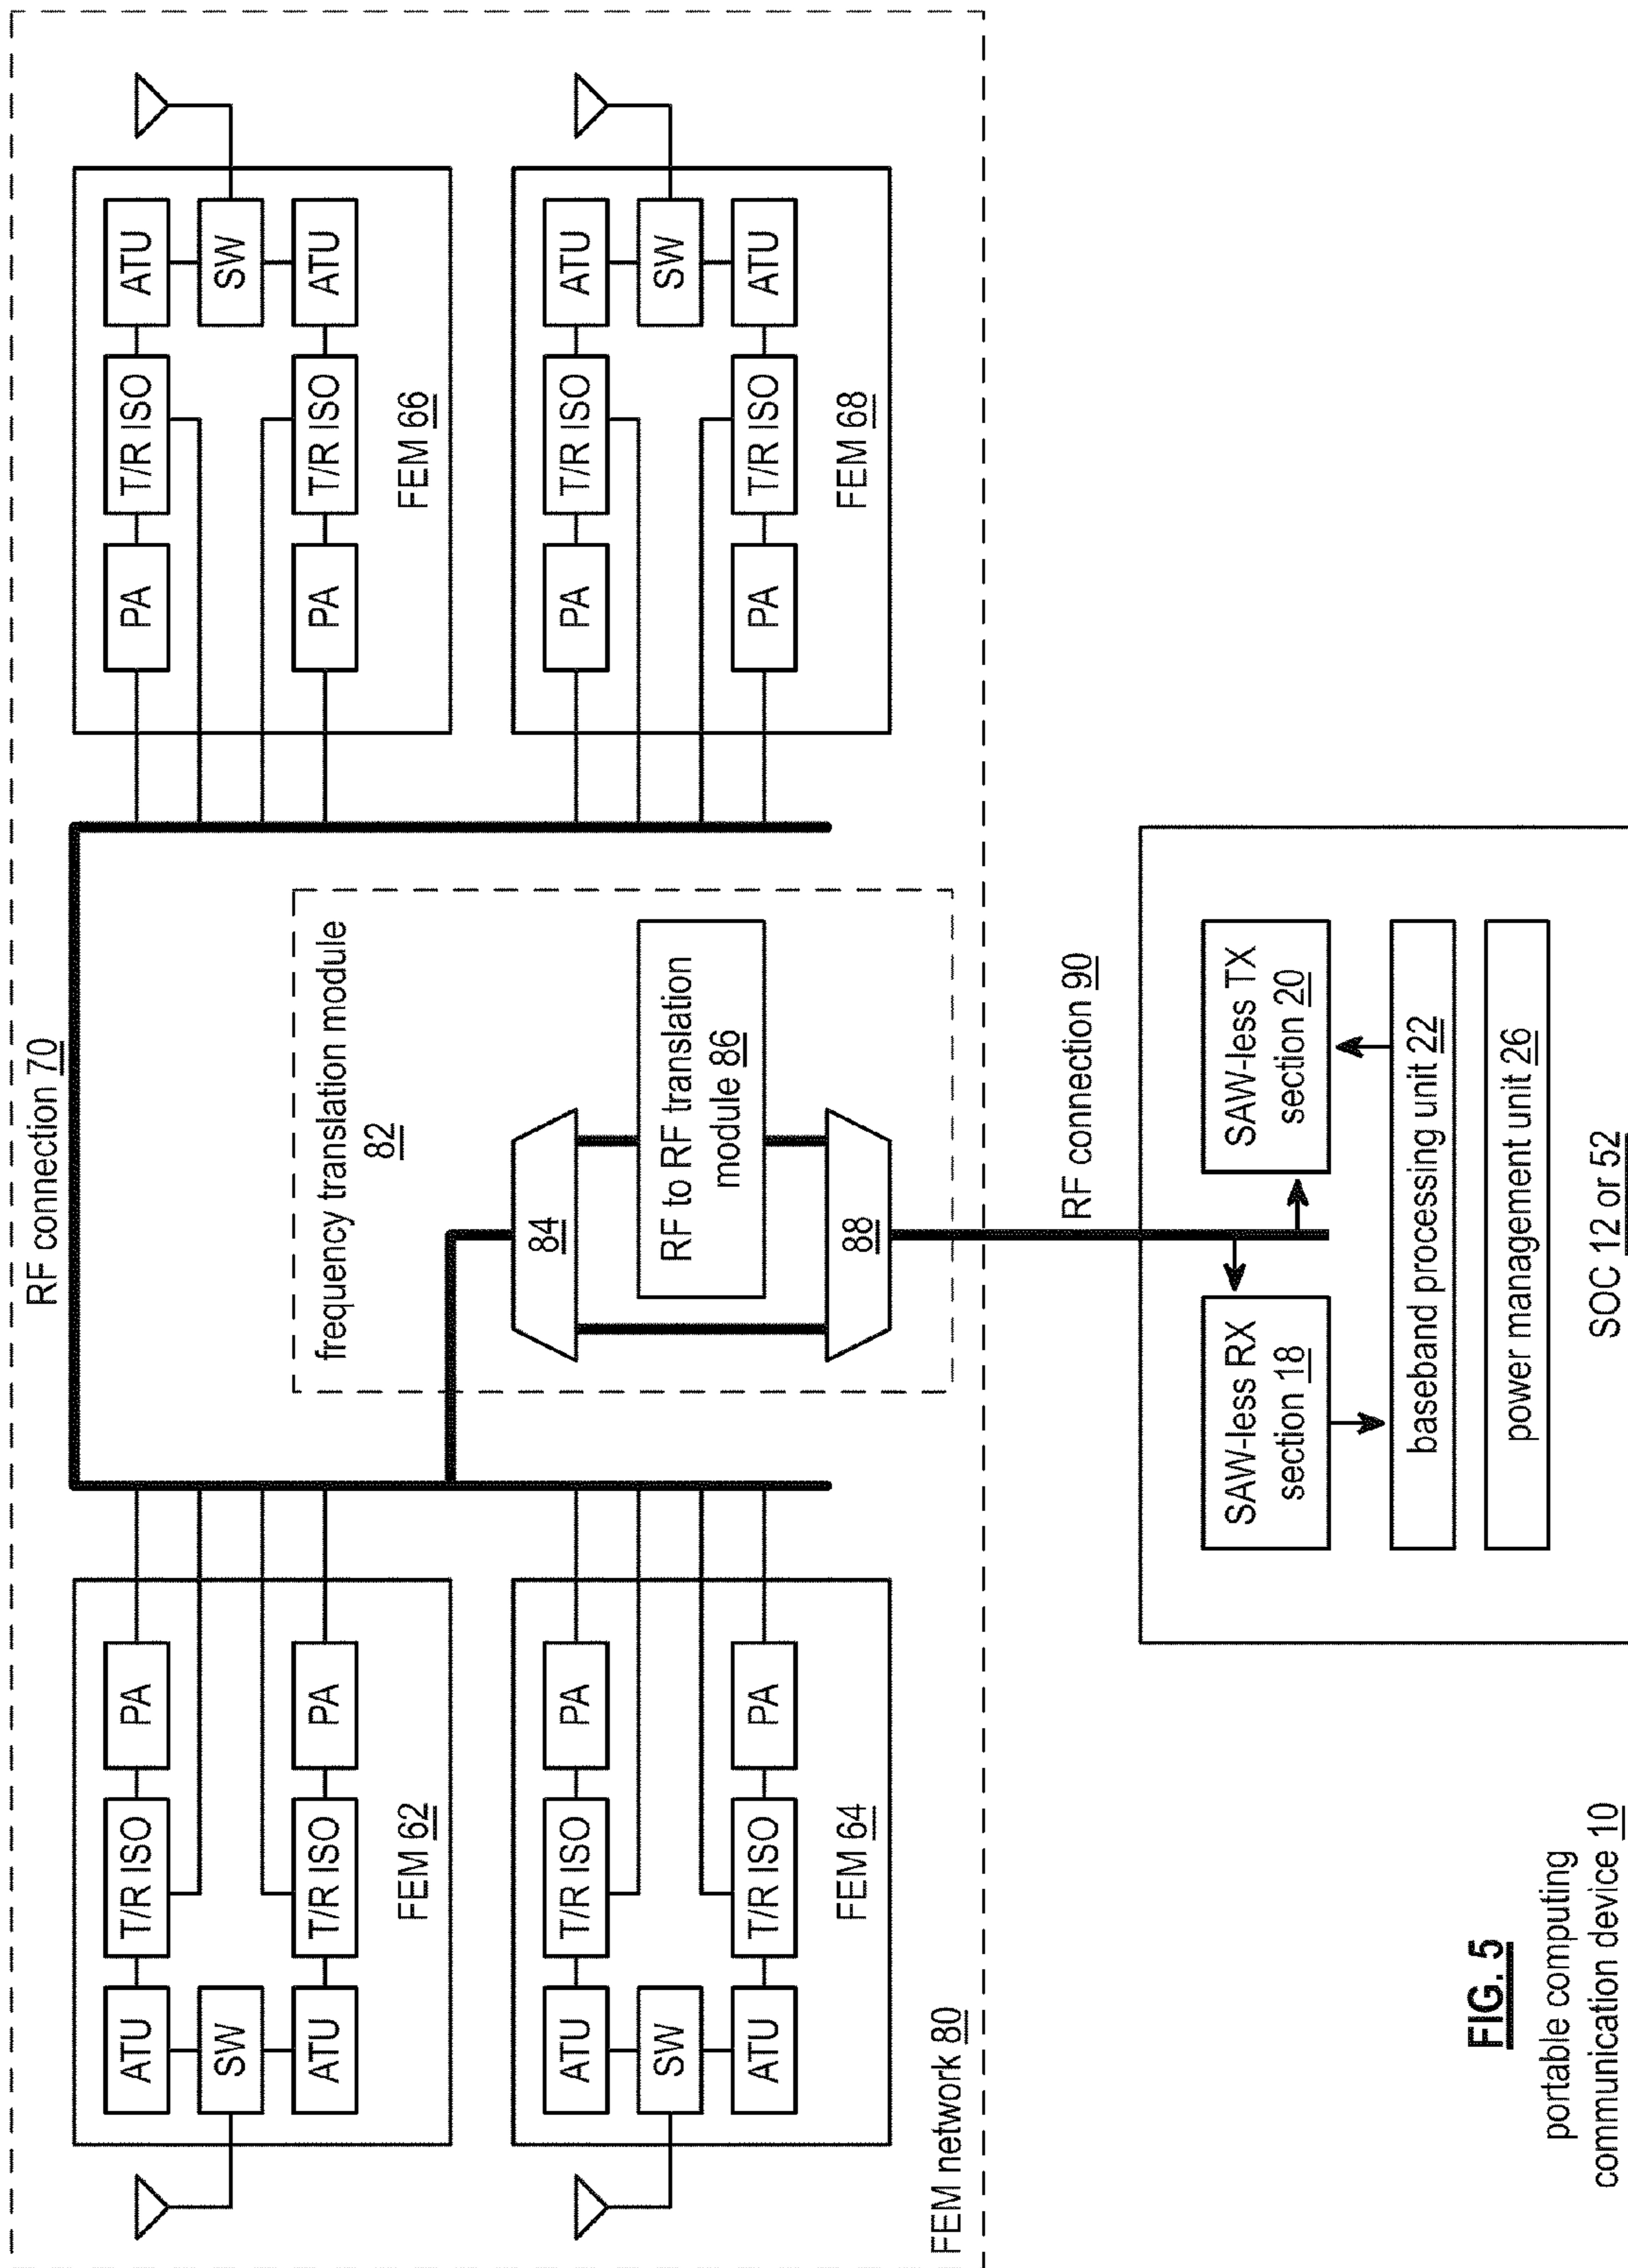 RF connection 70
ATU
T/R ISO
PA
SW
ATU
T/R ISO
PA
FEM 62
PA
T/R ISO
ATU
SW
PA
T/R ISO
ATU
FEM 66
frequency translation module
82
84
RF to RF translation
module 86
88
ATU
T/R ISO
PA
SW
ATU
T/R ISO
PA
FEM 64
PA
T/R ISO
ATU
SW
PA
T/R ISO
ATU
FEM 68
FEM network 80
RF connection 90
SAW-less RX
section 18
SAW-less TX
section 20
baseband processing unit 22
power management unit 26
SOC 12 or 52
FIG. 5
portable computing
communication device 10